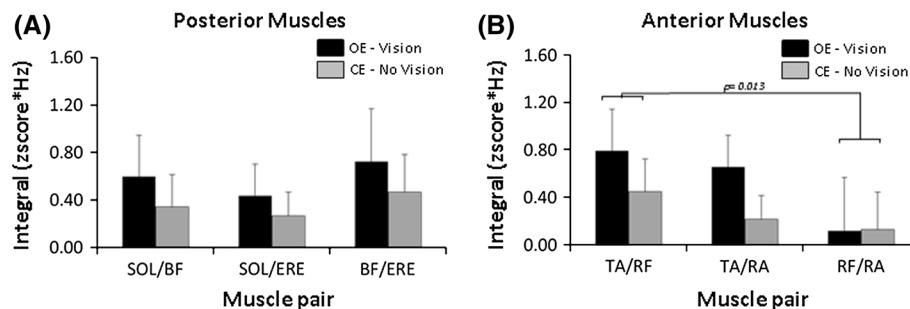 (A)
Posterior Muscles
OE - Vision
CE - No Vision
Integral (zscore*Hz)
1.60
1.20
0.80
0.40
0.00
SOL/BF SOL/ERE BF/ERE
Muscle pair
(B)
Anterior Muscles
OE - Vision
CE - No Vision
Integral (zscore*Hz)
1.60
1.20
0.80
0.40
0.00
p= 0.013
TA/RF TA/RA RF/RA
Muscle pair